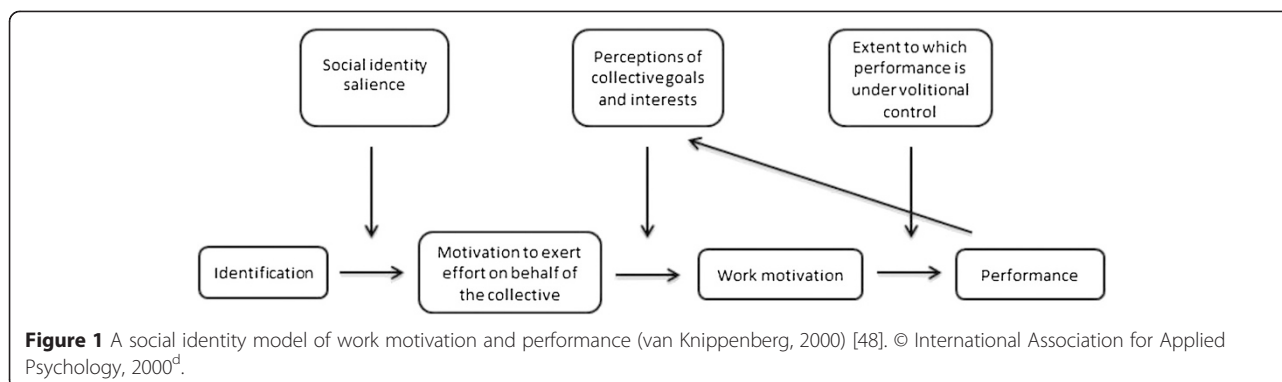 Social identity
salience
Perceptions of
collective goals
and interests
Extent to which
performance is
under volitional
control
Identification
Motivation to exert
effort on behalf of
the collective
Work motivation
Performance
Figure 1 A social identity model of work motivation and performance (van Knippenberg, 2000) [48]. © International Association for Applied
Psychology, 2000d.